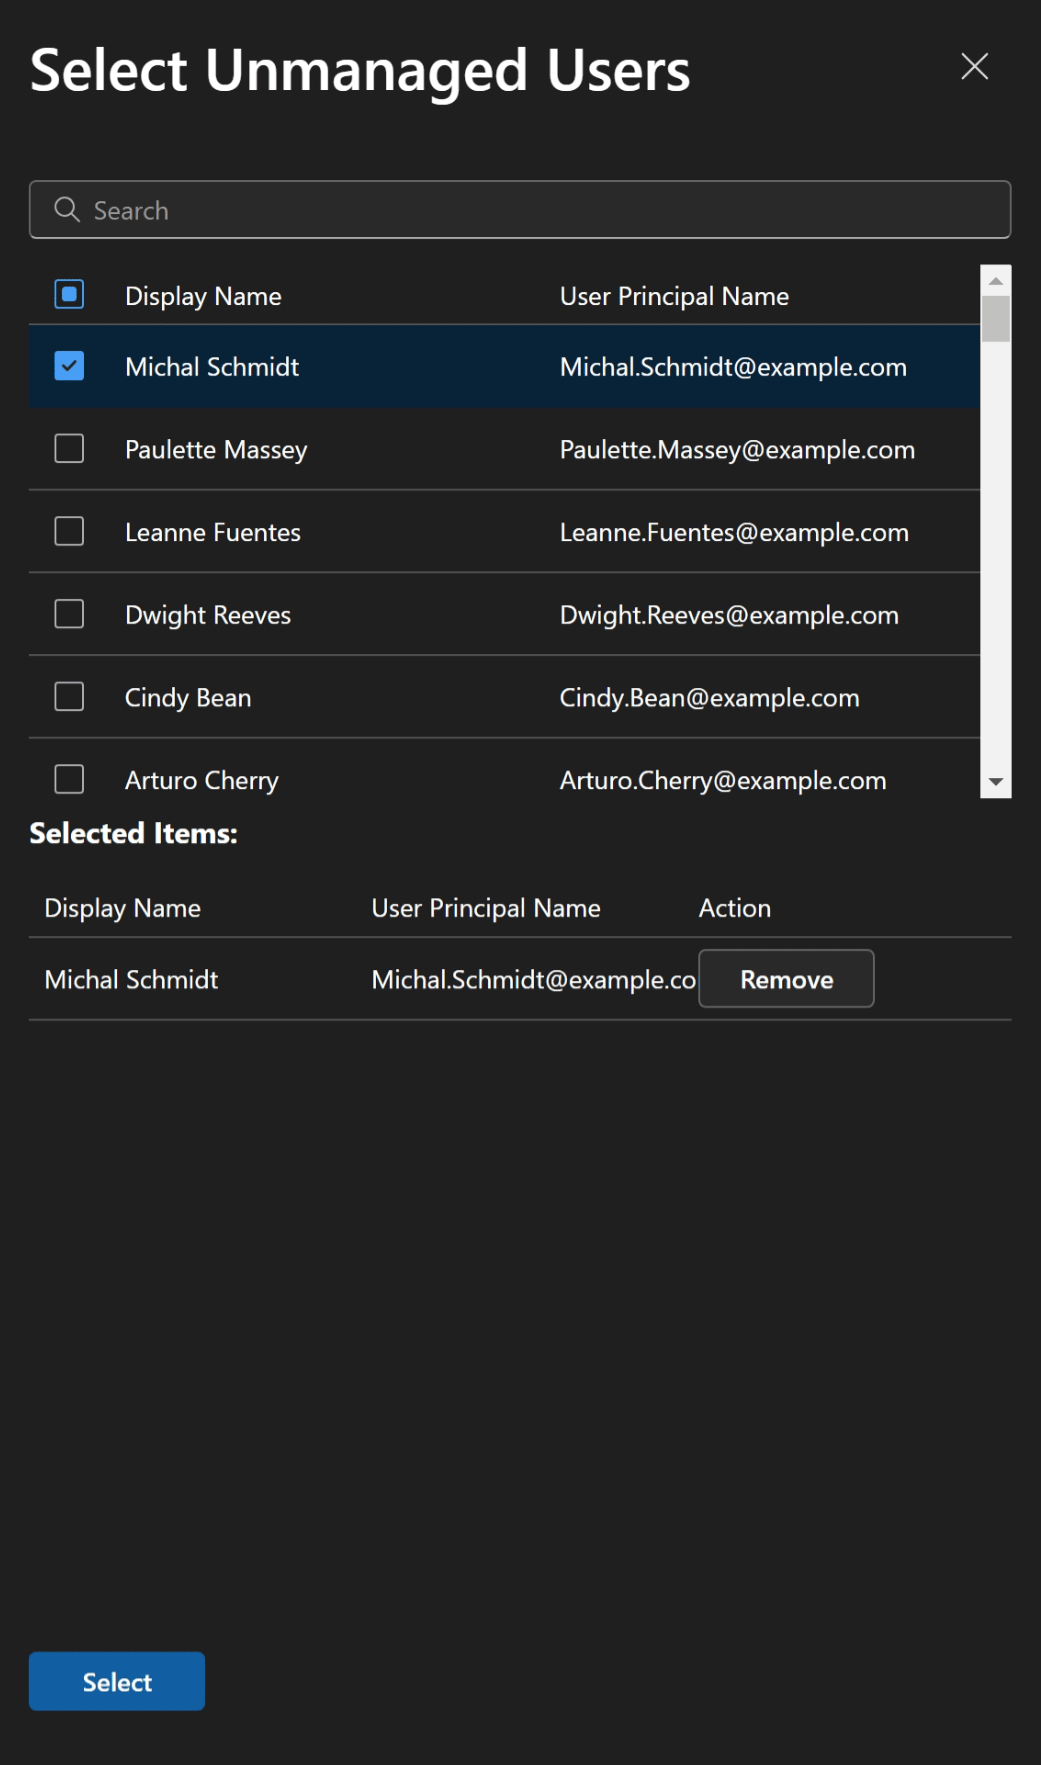 Select Unmanaged Users
Search
Display Name User Principal Name
Michal Schmidt Michal.Schmidt@example.com
Paulette Massey Paulette.Massey@example.com
Leanne Fuentes Leanne.Fuentes@example.com
Dwight Reeves Dwight.Reeves@example.com
Cindy Bean Cindy.Bean@example.com
Arturo Cherry Arturo.Cherry@example.com
Selected Items:
Display Name User Principal Name Action
Michal Schmidt Michal.Schmidt@example.co Remove
Select